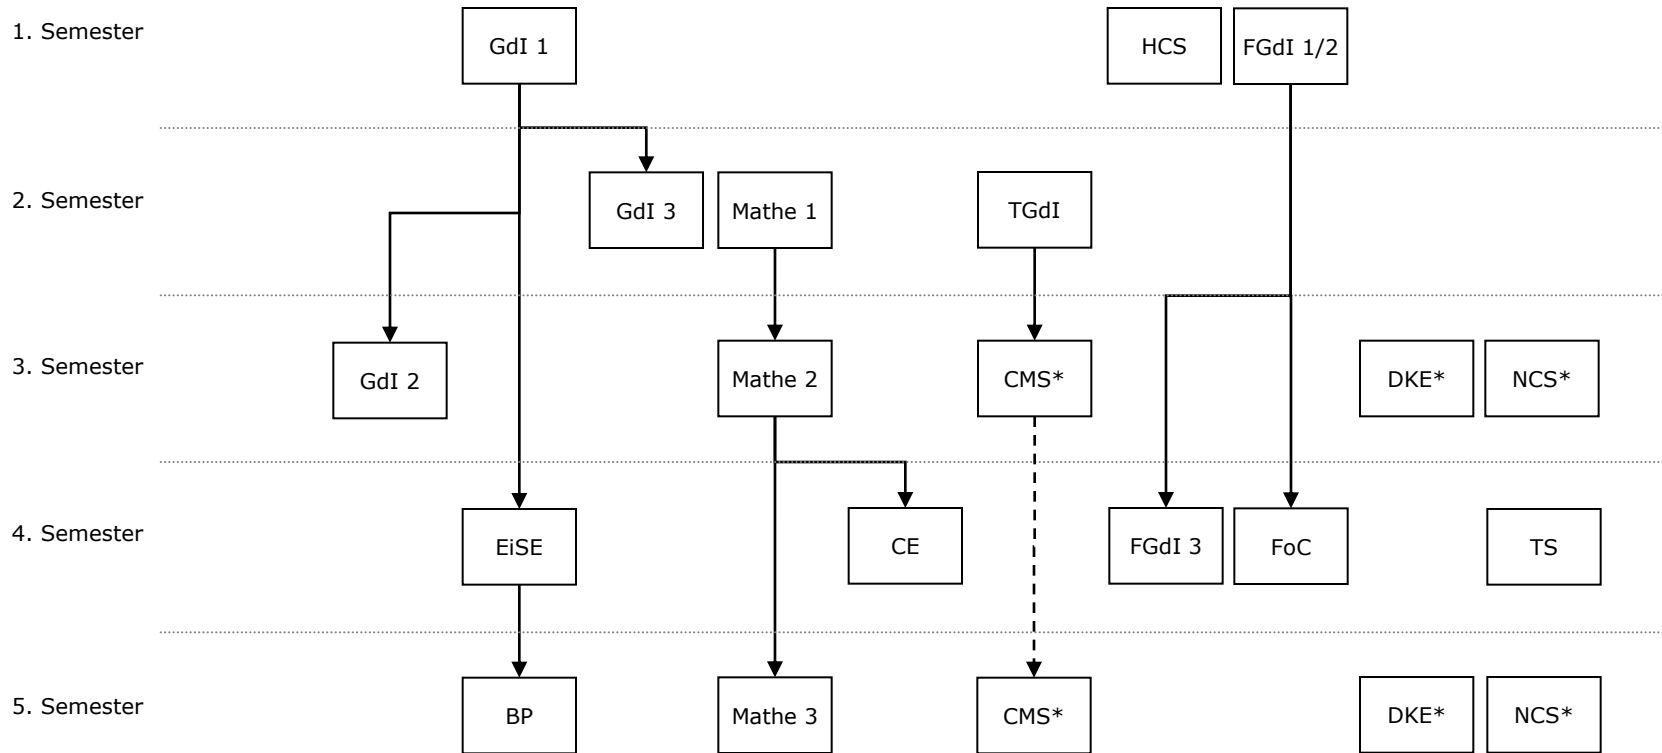 1. Semester
GdI 1
HCS
FGdI 1/2
2. Semester
GdI 3
Mathe 1
TGdI
3. Semester
GdI 2
Mathe 2
CMS*
DKE*
NCS*
4. Semester
EiSE
CE
FGdI 3
FoC
TS
5. Semester
BP
Mathe 3
CMS*
DKE*
NCS*